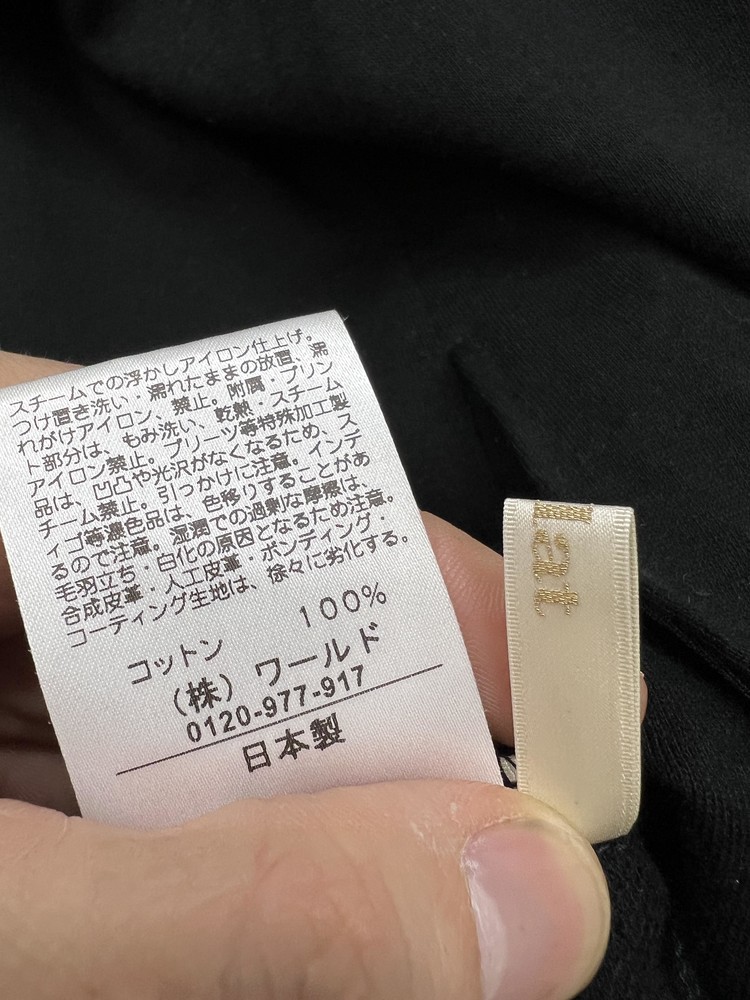 スチームでの浮かしアイロン仕上げ。
つけ置き洗い・濡れたままの放置、濡
れがけアイロン、禁止。附属・プリン
ト部分は、もみ洗い、乾熱・スチーム
アイロン禁止。プリーツ等特殊加工製
品は、凹凸や光沢がなくなるため、ス
チーム禁止。引っかけに注意。インデ
ィゴ等濃色品は、色移りすることがあ
るので注意。湿潤での過剰な摩擦は、
毛羽立ち・白化の原因となるため注意。
合成皮革・人工皮革・ボンディング・
コーティング生地は、徐々に劣化する。
コットン 100%
（株）ワールド
0120-977-917
日本製
lat